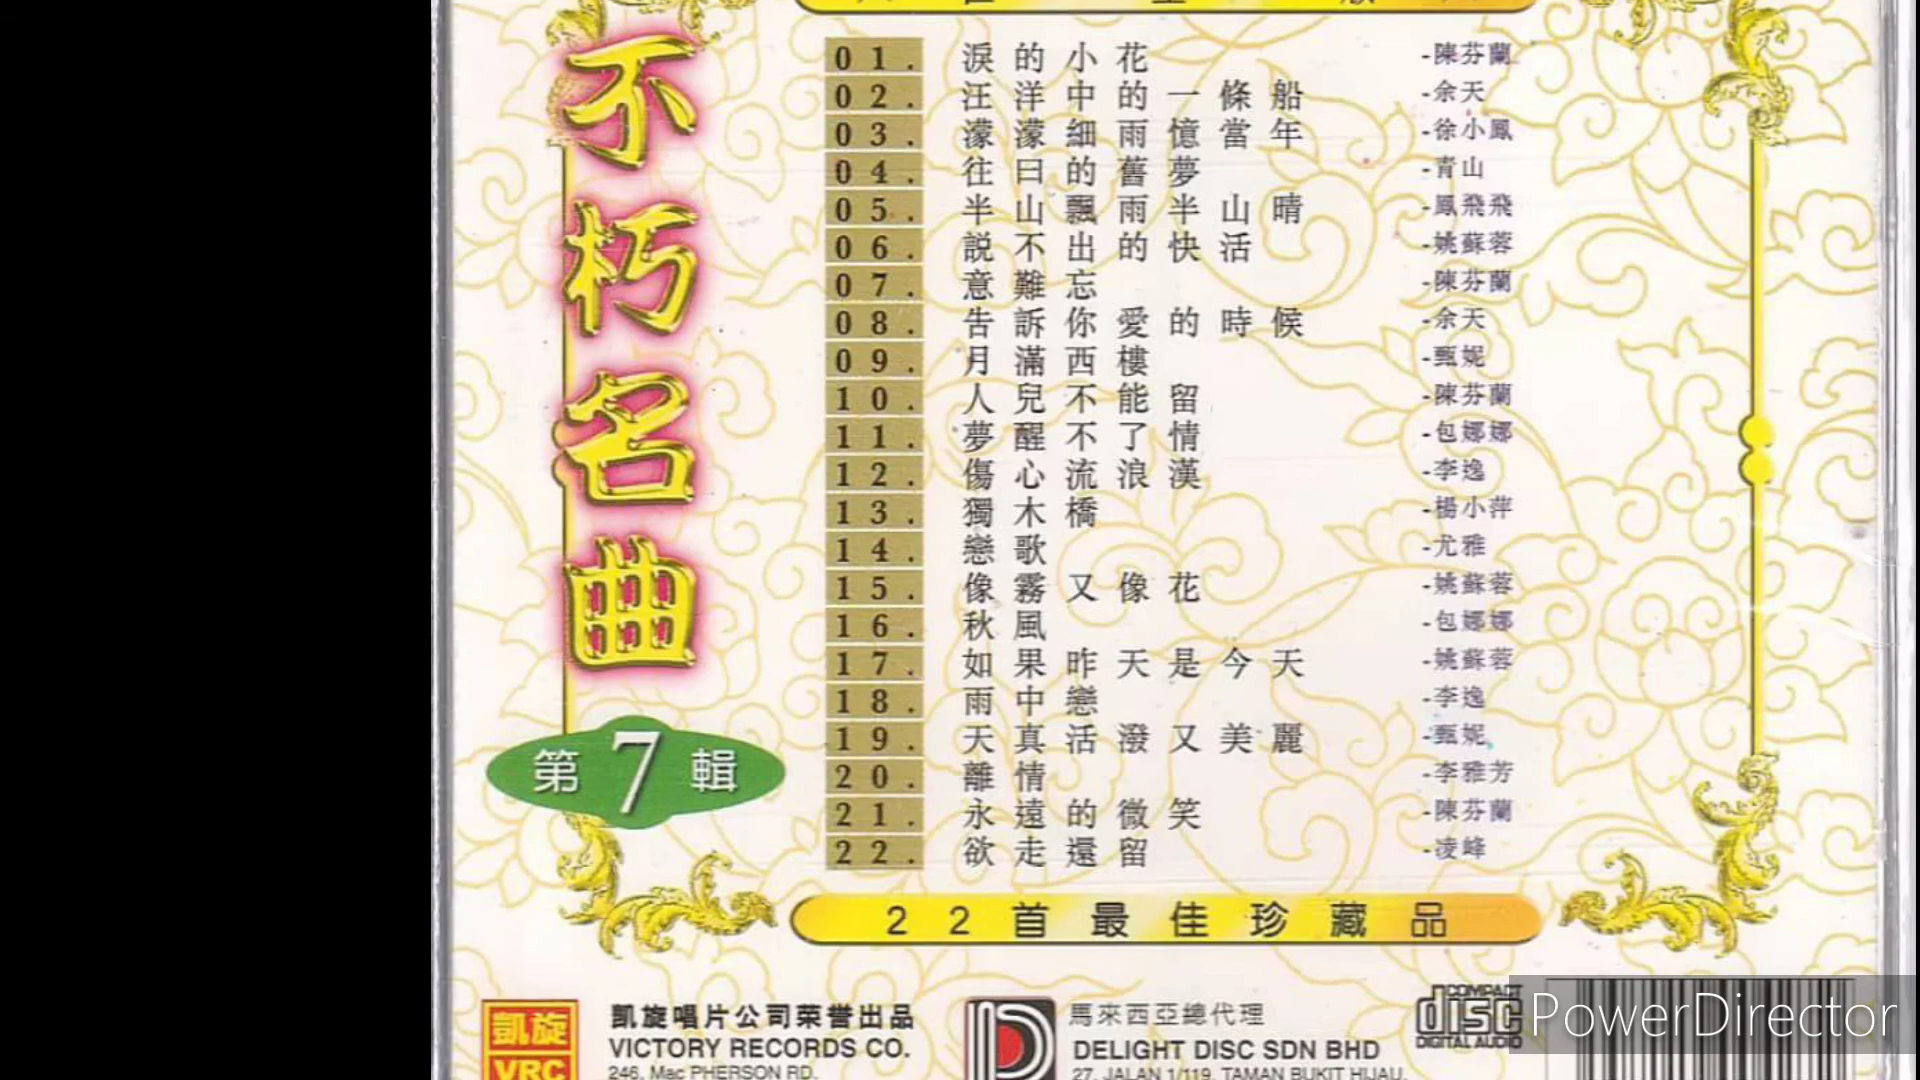 不朽名曲
第7輯
01. 淚的小花 -陳芬蘭
02. 汪洋中的一條船 -余天
03. 濛濛細雨憶當年 -徐小鳳
04. 往日的舊夢 -青山
05. 半山飄雨半山晴 -鳳飛飛
06. 説不出的快活 -姚蘇蓉
07. 意難忘 -陳芬蘭
08. 告訴你愛的時候 -余天
09. 月滿西樓 -甄妮
10. 人兒不能留 -陳芬蘭
11. 夢醒不了情 -包娜娜
12. 傷心流浪漢 -李逸
13. 獨木橋 -楊小萍
14. 戀歌 -尤雅
15. 像霧又像花 -姚蘇蓉
16. 秋風 -包娜娜
17. 如果昨天是今天 -姚蘇蓉
18. 雨中戀 -李逸
19. 天真活潑又美麗 -甄妮
20. 離情 -李雅芳
21. 永遠的微笑 -陳芬蘭
22. 欲走還留 -凌峰
22首最佳珍藏品
凱旋
VRC
凱旋唱片公司荣誉出品
VICTORY RECORDS CO.
246, Mac PHERSON RD.
馬來西亞總代理
DELIGHT DISC SDN BHD
27, JALAN 1/119, TAMAN BUKIT HIJAU,
COMPACT
disc
DIGITAL AUDIO
PowerDirector